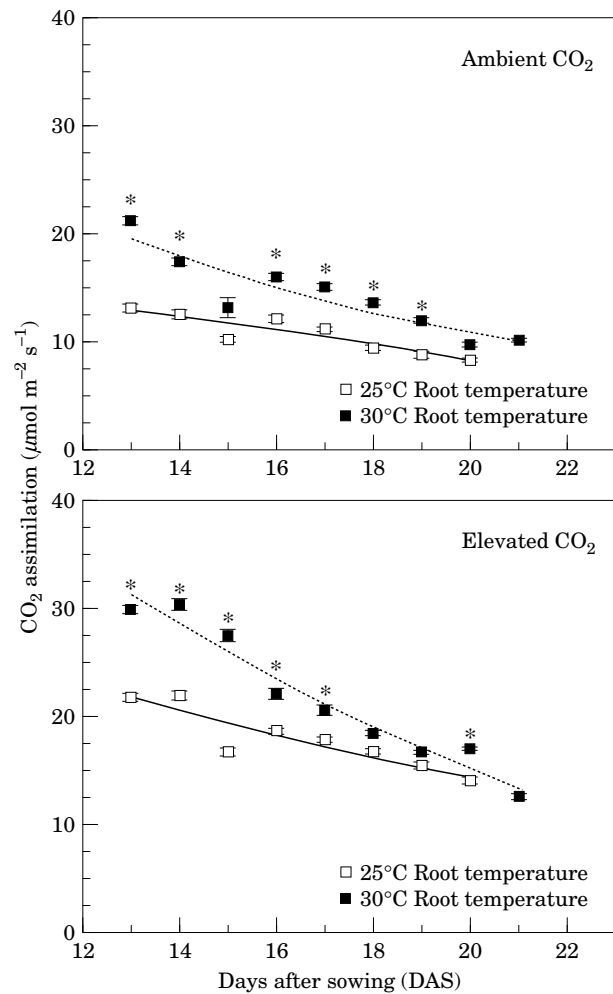 40
Ambient CO₂
30
*
*
*
*
*
*
20
10
□ 25°C Root temperature
■ 30°C Root temperature
0
12 14 16 18 20 22
CO₂ assimilation (μmol m⁻² s⁻¹)
40
Elevated CO₂
*
*
30
*
*
*
*
20
10
□ 25°C Root temperature
■ 30°C Root temperature
0
12 14 16 18 20 22
Days after sowing (DAS)